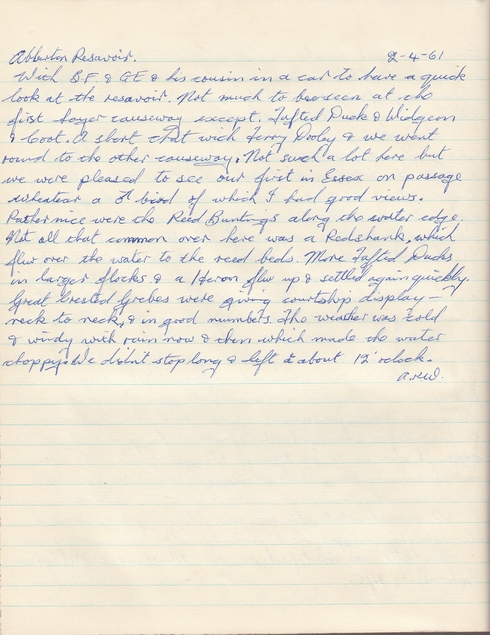 Abberton Resavoir. 2-4-61
With B.F & G.E & his cousin in a car to have a quick
look at the resavoir. Not much to be seen at the
first larger causeway except. Tufted Duck & Widgeon
& Coot. A short chat with Terry Dooley & we went
round to the other causeway. Not such a lot here but
we were pleased to see our first in Essex on passage
wheatear a ♂ bird of which I had good views.
Rather nice were the Reed Buntings along the water edge.
Not all that common over here was a Redshank, which
flew over the water to the reed beds. More Tufted Ducks
in larger flocks & a Heron flew up & settled again quickly.
Great Crested Grebes were giving courtship display —
neck to neck, & in good numbers. The weather was cold
& windy with rain now & then which made the water
choppy. We didn't stop long & left at about 12 o'clock.